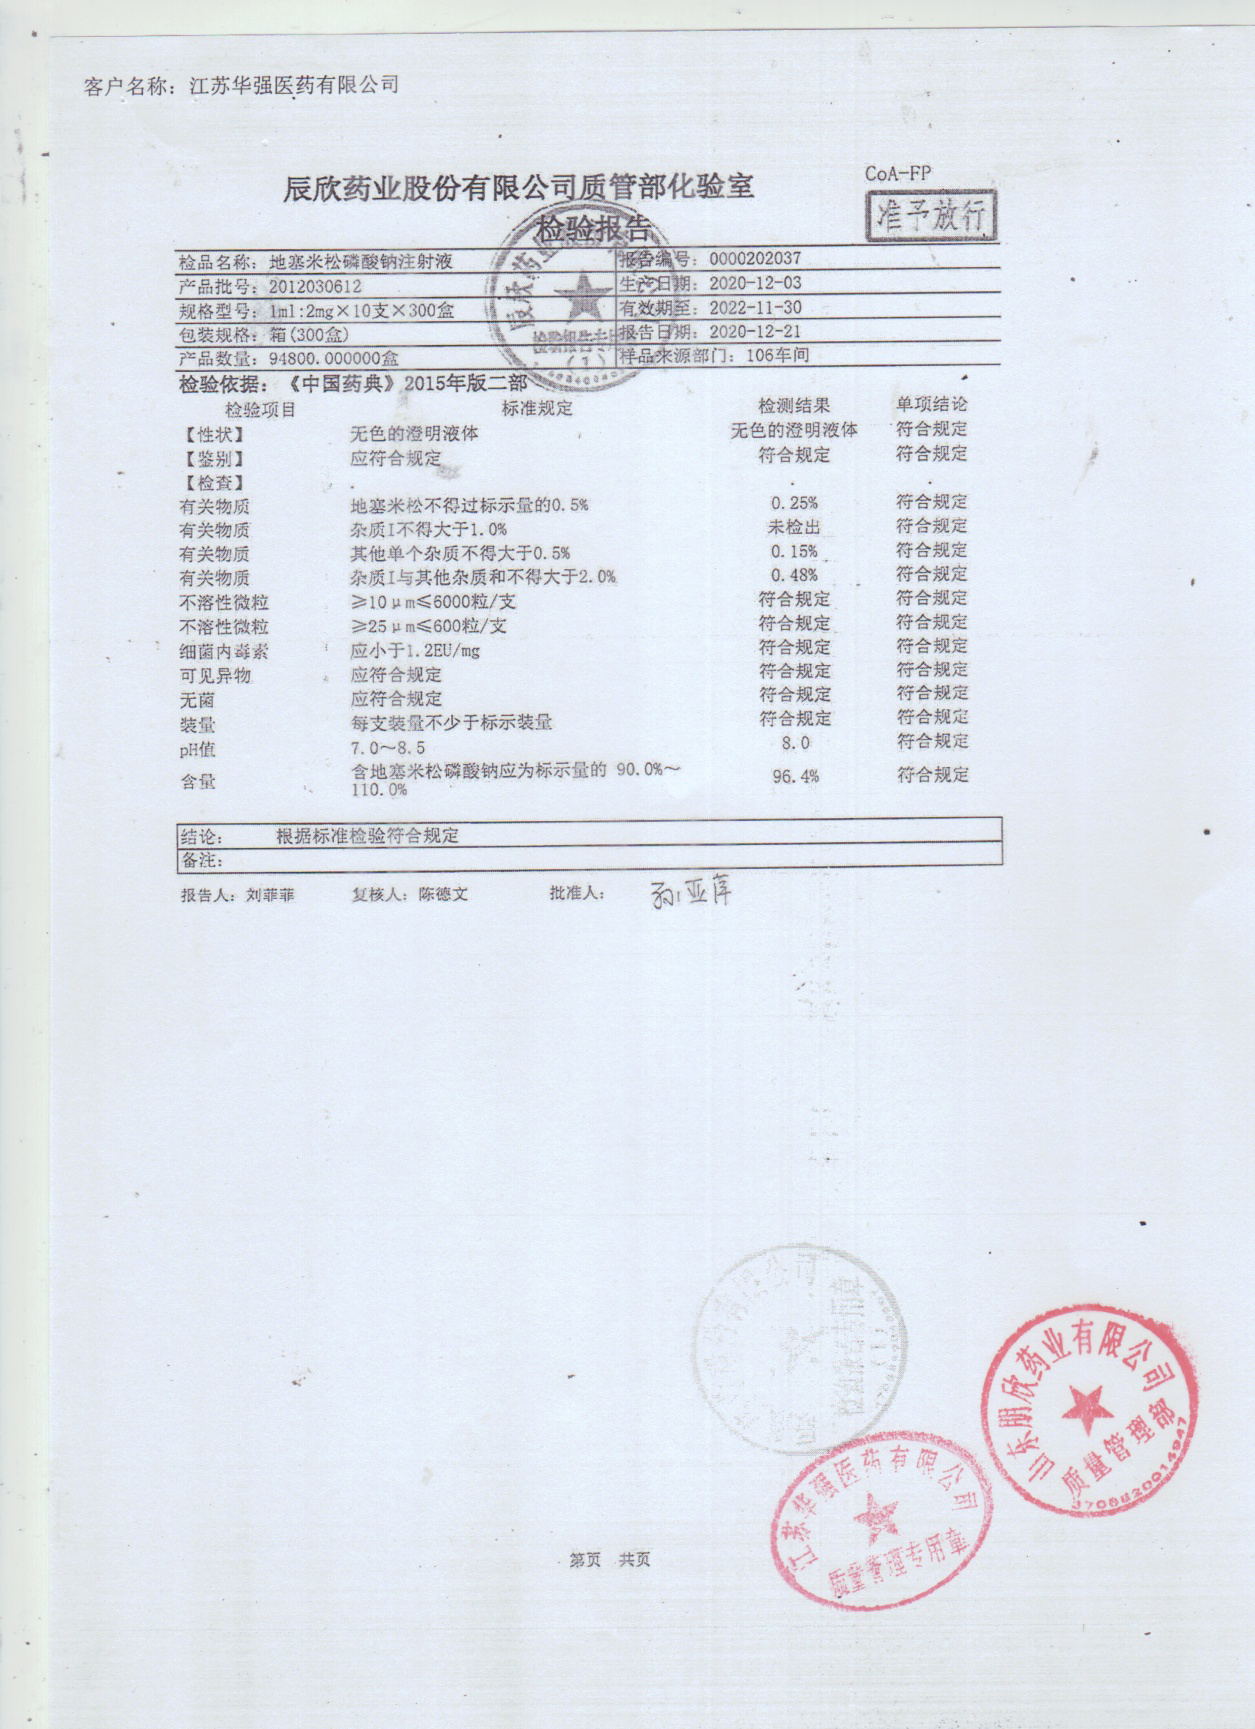 客户名称：江苏华强医药有限公司
CoA-FP
准予放行
辰欣药业股份有限公司质管部化验室
检验报告
检品名称：地塞米松磷酸钠注射液 报告编号：0000202037
产品批号：2012030612 生产日期：2020-12-03
规格型号：1ml:2mg×10支×300盒 有效期至：2022-11-30
包装规格：箱(300盒) 报告日期：2020-12-21
产品数量：94800.000000盒 样品来源部门：106车间
检验依据：《中国药典》2015年版二部
检验项目 标准规定 检测结果 单项结论
【性状】 无色的澄明液体 无色的澄明液体 符合规定
【鉴别】 应符合规定 符合规定 符合规定
【检查】
有关物质 地塞米松不得过标示量的0.5% 0.25% 符合规定
有关物质 杂质I不得大于1.0% 未检出 符合规定
有关物质 其他单个杂质不得大于0.5% 0.15% 符合规定
有关物质 杂质I与其他杂质和不得大于2.0% 0.48% 符合规定
不溶性微粒 ≥10μm≤6000粒/支 符合规定 符合规定
不溶性微粒 ≥25μm≤600粒/支 符合规定 符合规定
细菌内毒素 应小于1.2EU/mg 符合规定 符合规定
可见异物 应符合规定 符合规定 符合规定
无菌 应符合规定 符合规定 符合规定
装量 每支装量不少于标示装量 符合规定 符合规定
pH值 7.0～8.5 8.0 符合规定
含量 含地塞米松磷酸钠应为标示量的 90.0%～ 96.4% 符合规定
110.0%
结论： 根据标准检验符合规定
备注：
报告人：刘菲菲 复核人：陈德文 批准人：
检验报告专用
(1)
山东朋欣药业有限公司
质量管理部
3708820014947
江苏华强医药有限公司
质量管理专用章
第页 共页